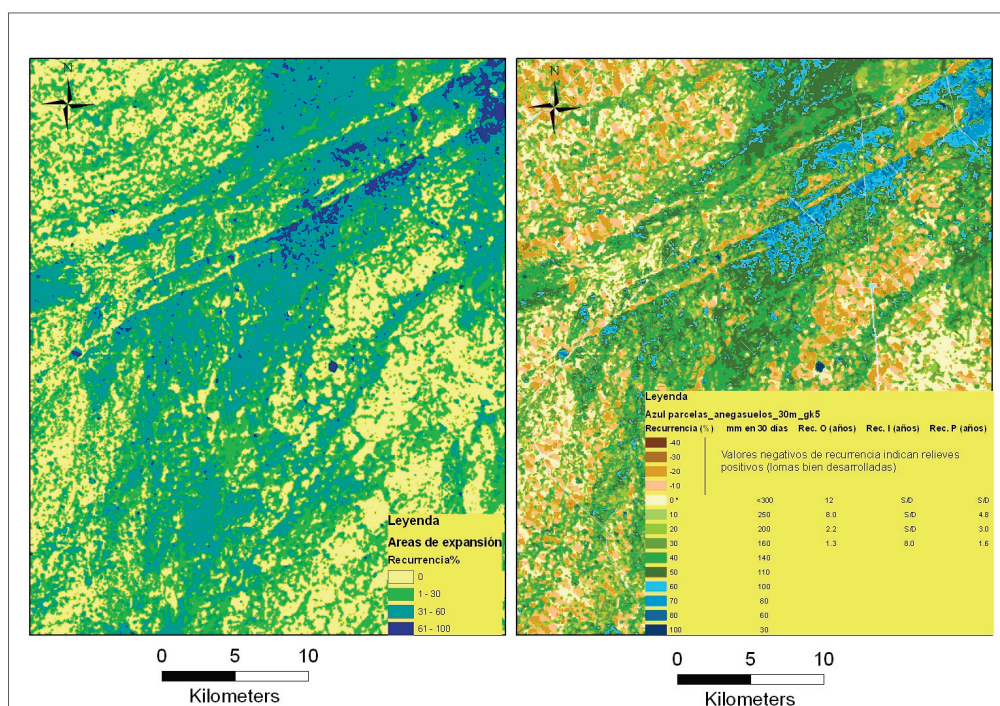 N
Leyenda
Areas de expansión
Recurrencia%
0
1 - 30
31 - 60
61 - 100
0 5 10
Kilometers
N
Leyenda
Azul parcelas_anegasuelos_30m_gk5
Recurrencia (%) mm en 30 días Rec. O (años) Rec. I (años) Rec. P (años)
-40
-30
-20
-10
Valores negativos de recurrencia indican relieves
positivos (lomas bien desarrolladas)
0 * <300 12 S/D S/D
10 250 8.0 S/D 4.8
20 200 2.2 S/D 3.0
30 160 1.3 8.0 1.6
40 140
50 110
60 100
70 80
80 60
100 30
0 5 10
Kilometers